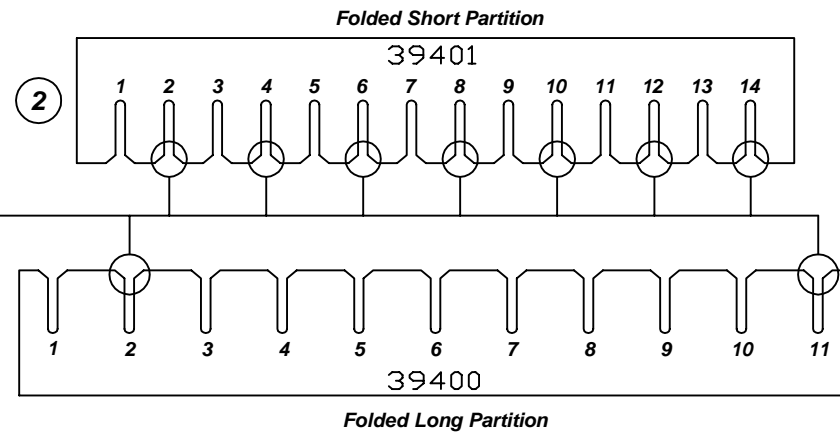 Folded Short Partition
39401
1 2 3 4 5 6 7 8 9 10 11 12 13 14
2
1 2 3 4 5 6 7 8 9 10 11
39400
Folded Long Partition